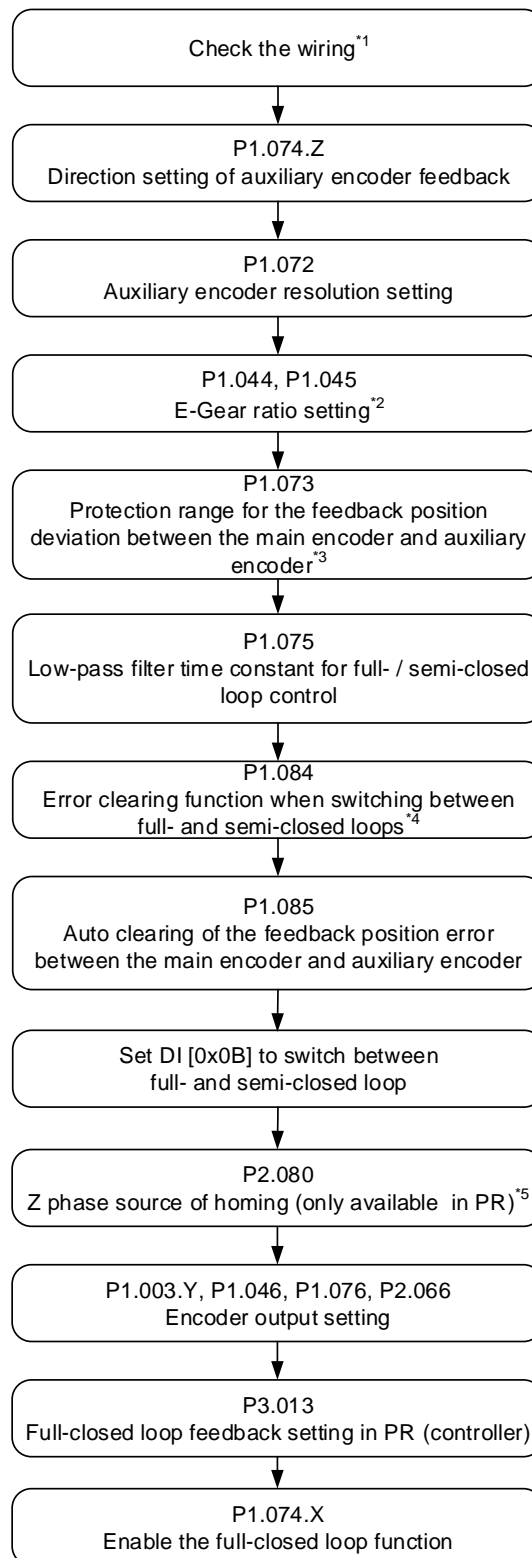 Check the wiring*1
P1.074.Z
Direction setting of auxiliary encoder feedback
P1.072
Auxiliary encoder resolution setting
P1.044, P1.045
E-Gear ratio setting*2
P1.073
Protection range for the feedback position
deviation between the main encoder and auxiliary
encoder*3
P1.075
Low-pass filter time constant for full- / semi-closed
loop control
P1.084
Error clearing function when switching between
full- and semi-closed loops*4
P1.085
Auto clearing of the feedback position error
between the main encoder and auxiliary encoder
Set DI [0x0B] to switch between
full- and semi-closed loop
P2.080
Z phase source of homing (only available in PR)*5
P1.003.Y, P1.046, P1.076, P2.066
Encoder output setting
P3.013
Full-closed loop feedback setting in PR (controller)
P1.074.X
Enable the full-closed loop function